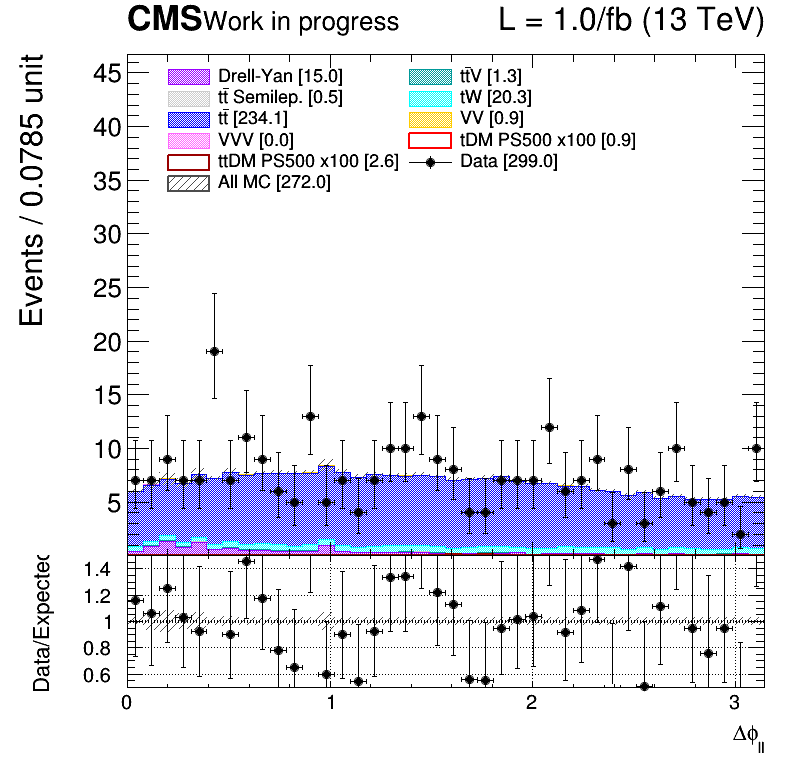 CMS Work in progress L = 1.0/fb (13 TeV)
Events / 0.0785 unit
45
40
35
30
25
20
15
10
5
Drell-Yan [15.0]
tt̄V [1.3]
tt̄ Semilep. [0.5]
tW [20.3]
tt̄ [234.1]
VV [0.9]
VVV [0.0]
tDM PS500 x100 [0.9]
ttDM PS500 x100 [2.6]
Data [299.0]
All MC [272.0]
Data/Expected
1.4
1.2
1
0.8
0.6
0 1 2 3
Δϕll